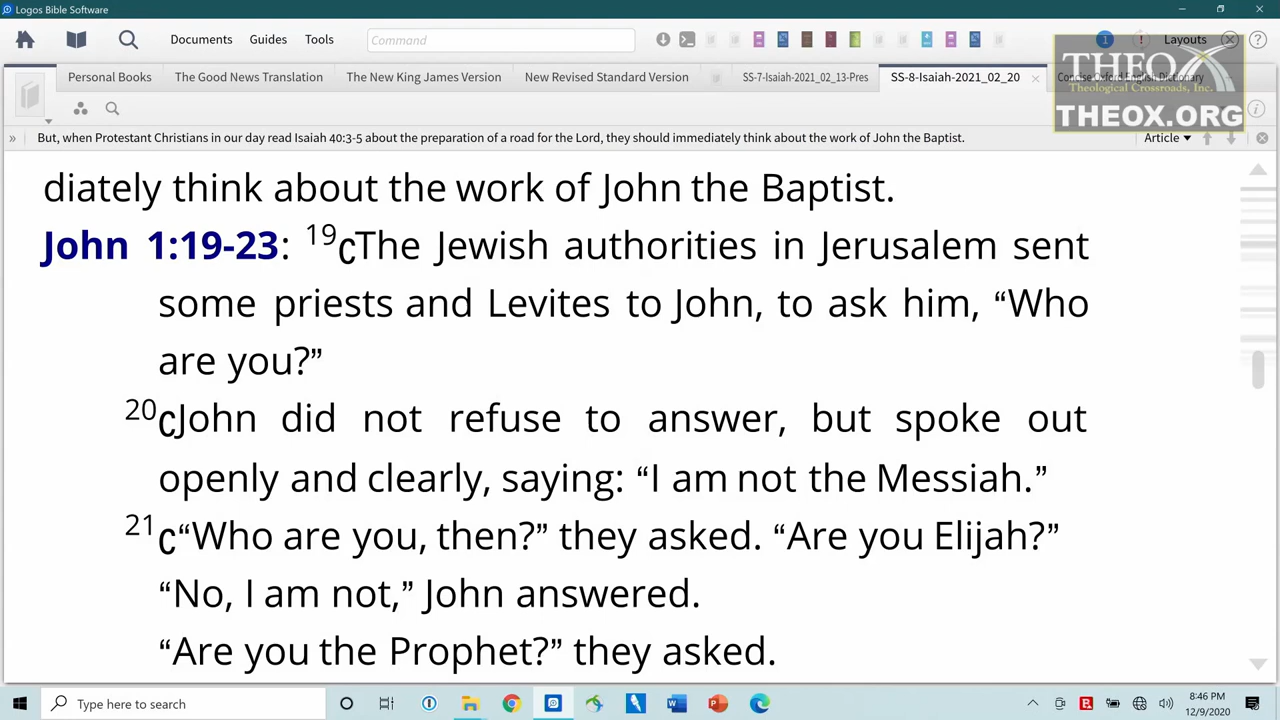 Logos Bible Software
Documents Guides Tools Command 1 ! Layouts
Personal Books The Good News Translation The New King James Version New Revised Standard Version SS-7-Isaiah-2021_02_13-Pres SS-8-Isaiah-2021_02_20 Concise Oxford English Dictionary
THEOX
Theological Crossroads, Inc.
THEOX.ORG
» But, when Protestant Christians in our day read Isaiah 40:3-5 about the preparation of a road for the Lord, they should immediately think about the work of John the Baptist. Article
diately think about the work of John the Baptist.
John 1:19-23: 19cThe Jewish authorities in Jerusalem sent
some priests and Levites to John, to ask him, “Who
are you?”
20cJohn did not refuse to answer, but spoke out
openly and clearly, saying: “I am not the Messiah.”
21c“Who are you, then?” they asked. “Are you Elijah?”
“No, I am not,” John answered.
“Are you the Prophet?” they asked.
Type here to search
8:46 PM
12/9/2020